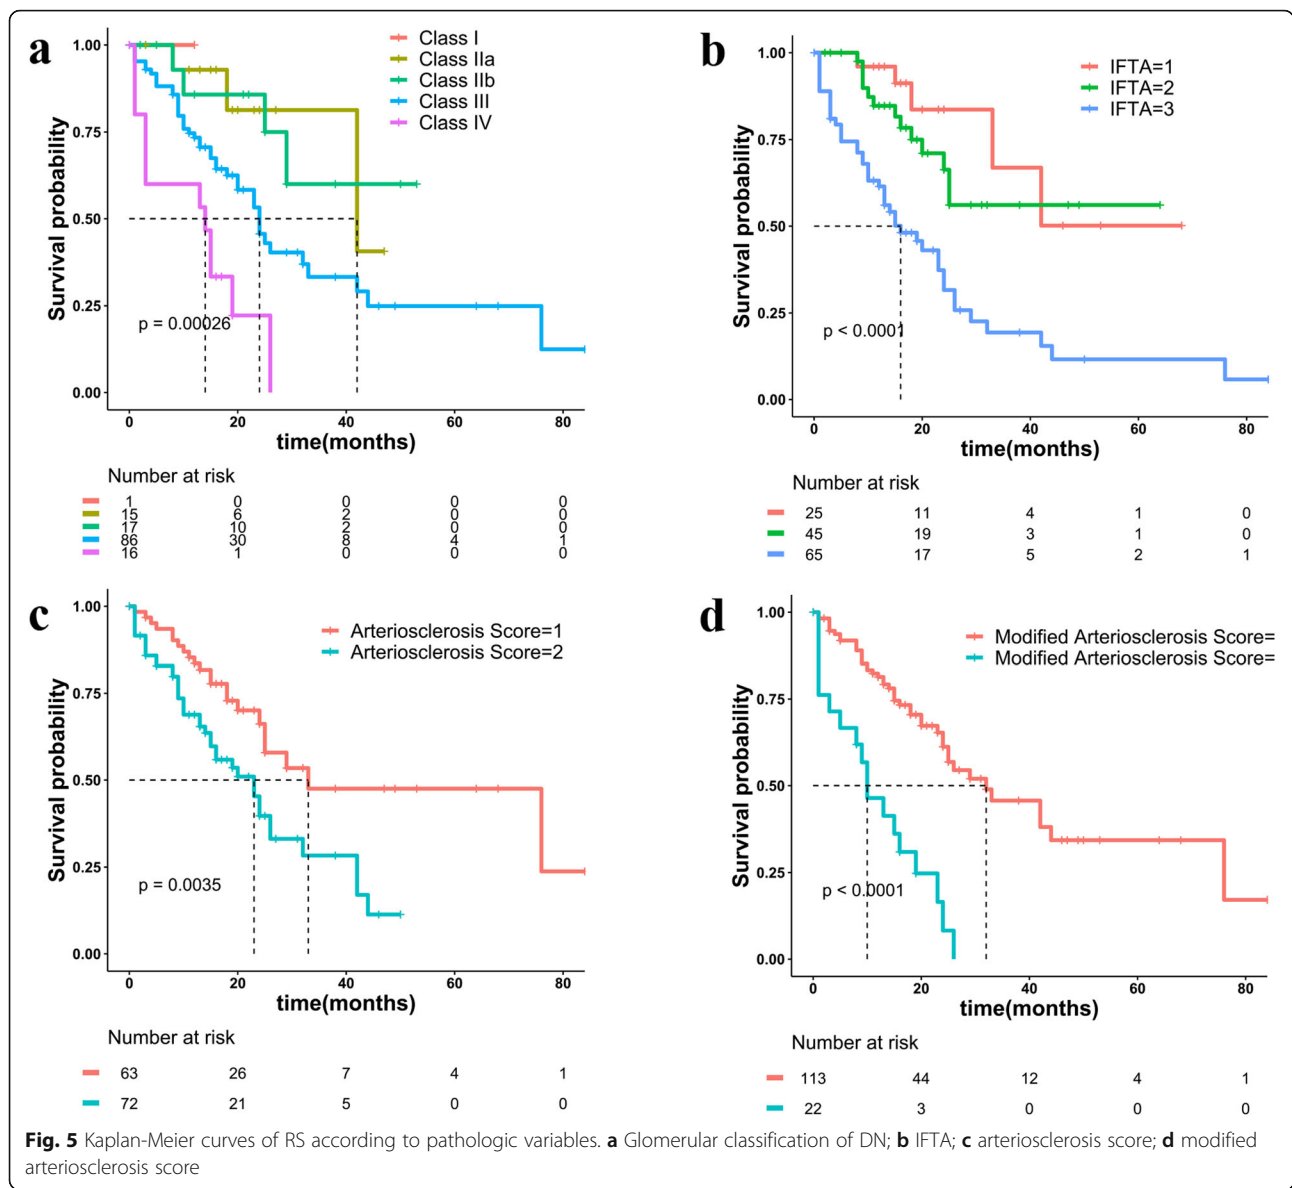 a
Class I
Class IIa
Class IIb
Class III
Class IV
Survival probability
1.00
0.75
0.50
0.25
0.00
p = 0.00026
0 20 40 60 80
time(months)
Number at risk
1 0 0 0 0
15 6 2 0 0
17 10 2 0 0
86 30 8 4 1
16 1 0 0 0
b
IFTA=1
IFTA=2
IFTA=3
Survival probability
1.00
0.75
0.50
0.25
0.00
p < 0.0001
0 20 40 60 80
time(months)
Number at risk
25 11 4 1 0
45 19 3 1 0
65 17 5 2 1
c
Arteriosclerosis Score=1
Arteriosclerosis Score=2
Survival probability
1.00
0.75
0.50
0.25
0.00
p = 0.0035
0 20 40 60 80
time(months)
Number at risk
63 26 7 4 1
72 21 5 0 0
d
Modified Arteriosclerosis Score=
Modified Arteriosclerosis Score=
Survival probability
1.00
0.75
0.50
0.25
0.00
p < 0.0001
0 20 40 60 80
time(months)
Number at risk
113 44 12 4 1
22 3 0 0 0
Fig. 5 Kaplan-Meier curves of RS according to pathologic variables. a Glomerular classification of DN; b IFTA; c arteriosclerosis score; d modified
arteriosclerosis score